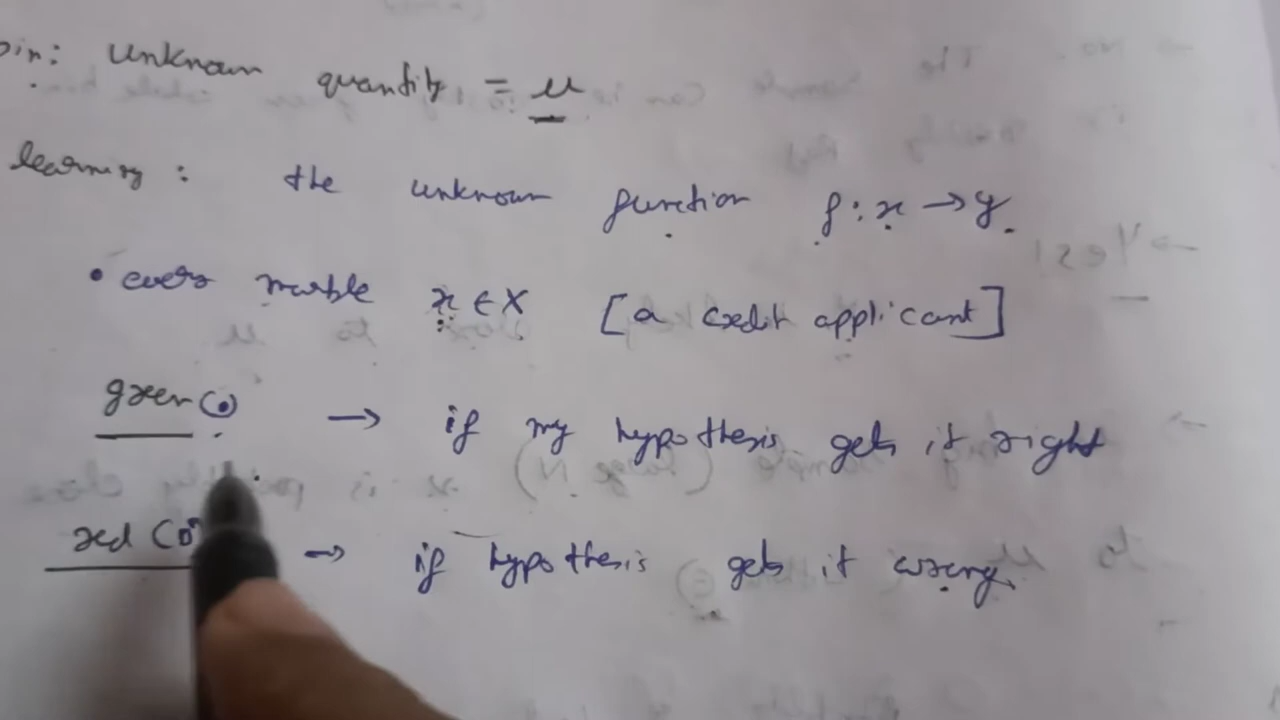 Unknown quantity = μ
learning: the unknown function f: x → y
• every marble x ∈ X [a credit applicant]
green (•) → if my hypothesis gets it right
red ( → if hypothesis gets it wrong.